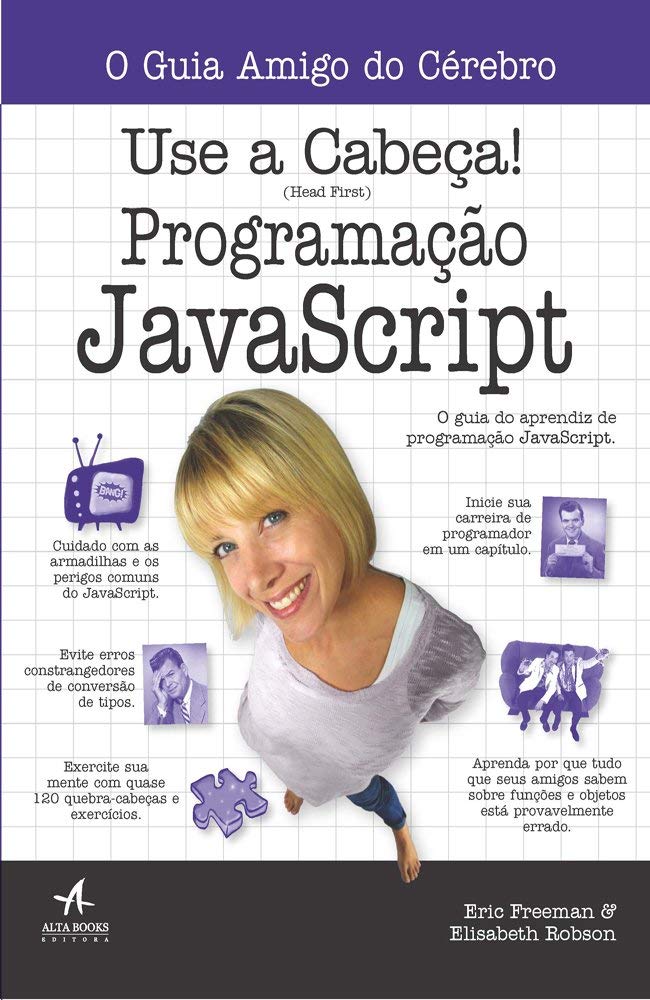 O Guia Amigo do Cérebro
Use a Cabeça!
(Head First)
Programação
JavaScript
O guia do aprendiz de
programação JavaScript.
BANG!
Cuidado com as
armadilhas e os
perigos comuns
do JavaScript.
Inicie sua
carreira de
programador
em um capítulo.
Evite erros
constrangedores
de conversão
de tipos.
Exercite sua
mente com quase
120 quebra-cabeças e
exercícios.
Aprenda por que tudo
que seus amigos sabem
sobre funções e objetos
está provavelmente
errado.
ALTA BOOKS
EDITORA
Eric Freeman &
Elisabeth Robson